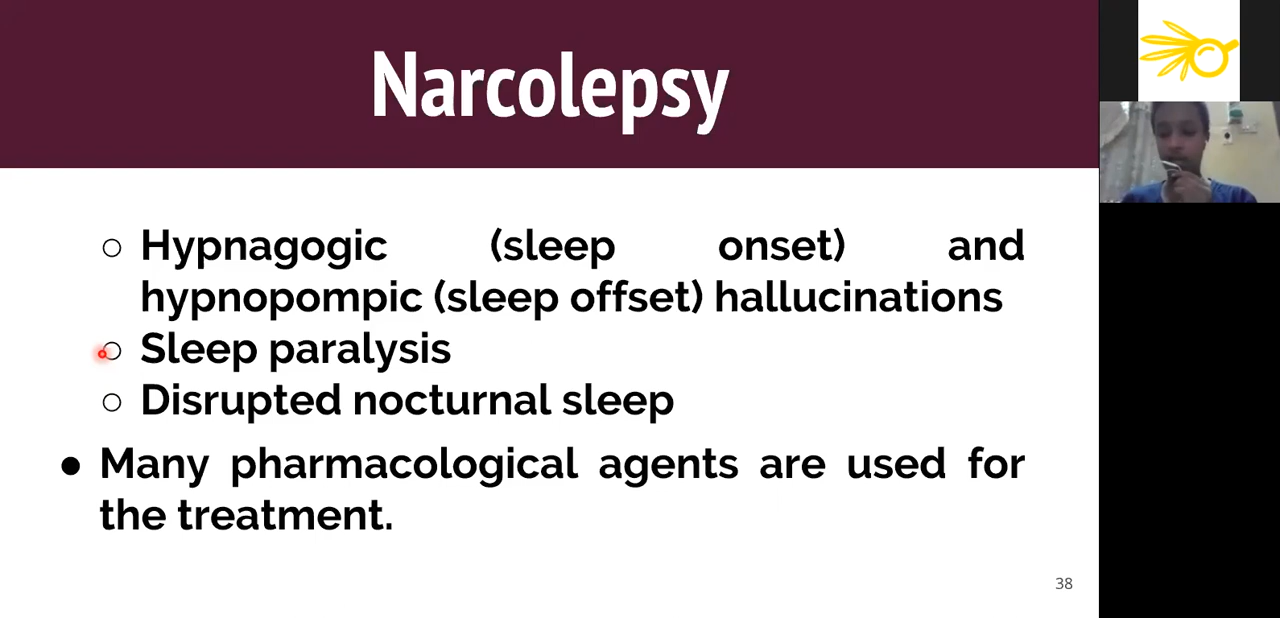 Narcolepsy
○ Hypnagogic (sleep onset) and
hypnopompic (sleep offset) hallucinations
○ Sleep paralysis
○ Disrupted nocturnal sleep
● Many pharmacological agents are used for
the treatment.
38